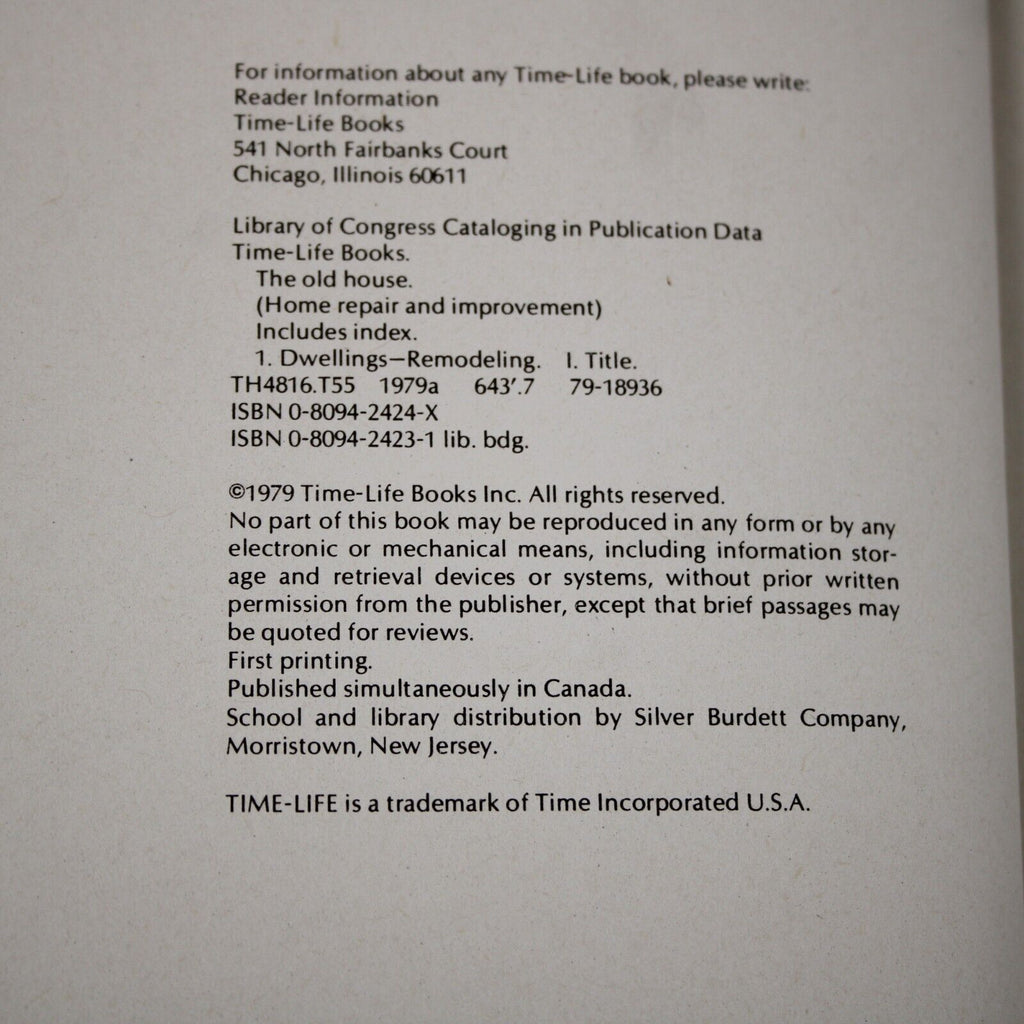 For information about any Time-Life book, please write:
Reader Information
Time-Life Books
541 North Fairbanks Court
Chicago, Illinois 60611
Library of Congress Cataloging in Publication Data
Time-Life Books.
The old house.
(Home repair and improvement)
Includes index.
1. Dwellings—Remodeling. I. Title.
TH4816.T55 1979a 643′.7 79-18936
ISBN 0-8094-2424-X
ISBN 0-8094-2423-1 lib. bdg.
©1979 Time-Life Books Inc. All rights reserved.
No part of this book may be reproduced in any form or by any
electronic or mechanical means, including information stor-
age and retrieval devices or systems, without prior written
permission from the publisher, except that brief passages may
be quoted for reviews.
First printing.
Published simultaneously in Canada.
School and library distribution by Silver Burdett Company,
Morristown, New Jersey.
TIME-LIFE is a trademark of Time Incorporated U.S.A.